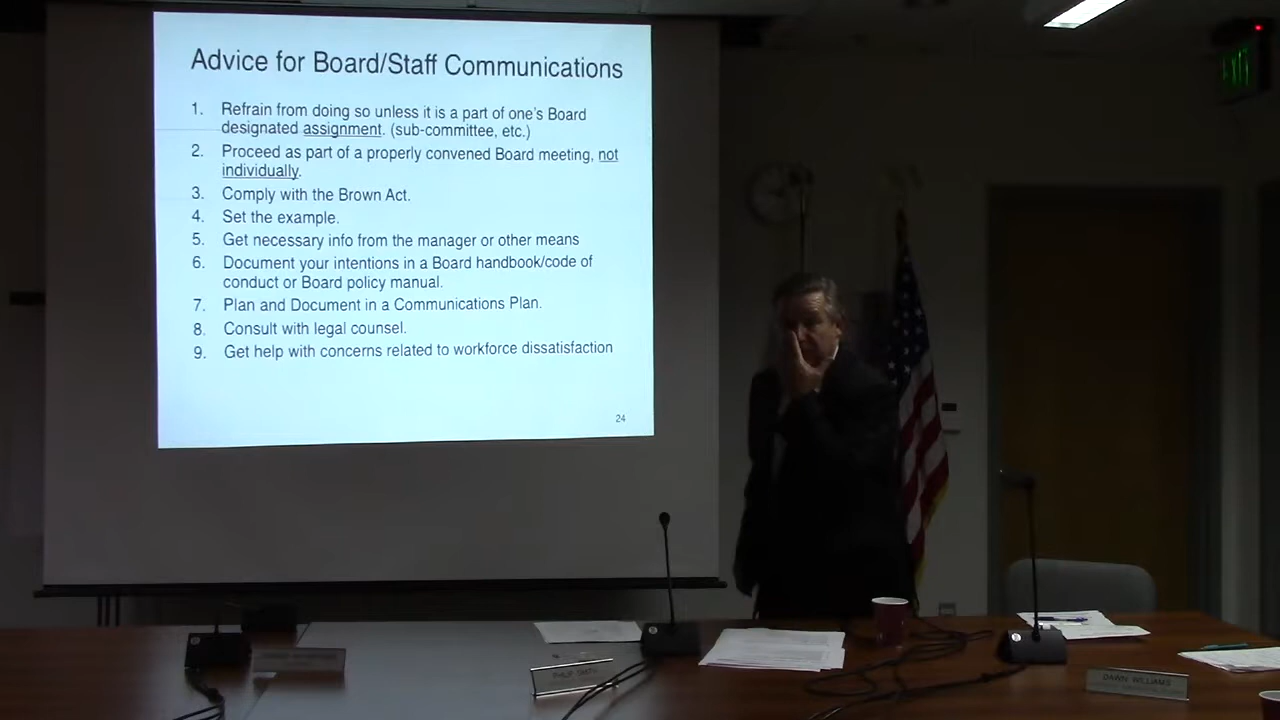 Advice for Board/Staff Communications
1. Refrain from doing so unless it is a part of one's Board
designated assignment. (sub-committee, etc.)
2. Proceed as part of a properly convened Board meeting, not
individually.
3. Comply with the Brown Act.
4. Set the example.
5. Get necessary info from the manager or other means
6. Document your intentions in a Board handbook/code of
conduct or Board policy manual.
7. Plan and Document in a Communications Plan.
8. Consult with legal counsel.
9. Get help with concerns related to workforce dissatisfaction
24
EXIT
DAWN WILLIAMS